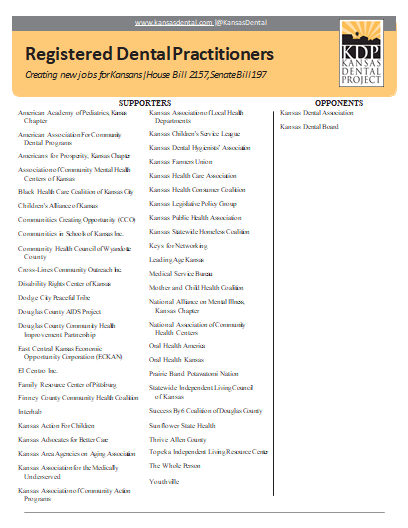 www.kansasdental.com |@KansasDental
Registered Dental Practitioners
Creating new jobs for Kansans | House Bill 2157, Senate Bill 197
KDP
KANSAS
DENTAL
PROJECT
SUPPORTERS
American Academy of Pediatrics, Kansas
Chapter
American Association For Community
Dental Programs
Americans for Prosperity, Kansas Chapter
Association of Community Mental Health
Centers of Kansas
Black Health Care Coalition of Kansas City
Children's Alliance of Kansas
Communities Creating Opportunity (CCO)
Communities in Schools of Kansas Inc.
Community Health Council of Wyandotte
County
Cross-Lines Community Outreach Inc.
Disability Rights Center of Kansas
Dodge City Peaceful Tribe
Douglas County AIDS Project
Douglas County Community Health
Improvement Partnership
East Central Kansas Economic
Opportunity Corporation (ECKAN)
El Centro Inc.
Family Resource Center of Pittsburg
Finney County Community Health Coalition
Interhab
Kansas Action For Children
Kansas Advocates for Better Care
Kansas Area Agencies on Aging Association
Kansas Association for the Medically
Underserved
Kansas Association of Community Action
Programs
Kansas Association of Local Health
Departments
Kansas Children's Service League
Kansas Dental Hygienists' Association
Kansas Farmers Union
Kansas Health Care Association
Kansas Health Consumer Coalition
Kansas Legislative Policy Group
Kansas Public Health Association
Kansas Statewide Homeless Coalition
Keys for Networking
Leading Age Kansas
Medical Service Bureau
Mother and Child Health Coalition
National Alliance on Mental Illness,
Kansas Chapter
National Association of Community
Health Centers
Oral Health America
Oral Health Kansas
Prairie Band Potawatomi Nation
Statewide Independent Living Council
of Kansas
Success By 6 Coalition of Douglas County
Sunflower State Health
Thrive Allen County
Topeka Independent Living Resource Center
The Whole Person
Youthville
OPPONENTS
Kansas Dental Association
Kansas Dental Board